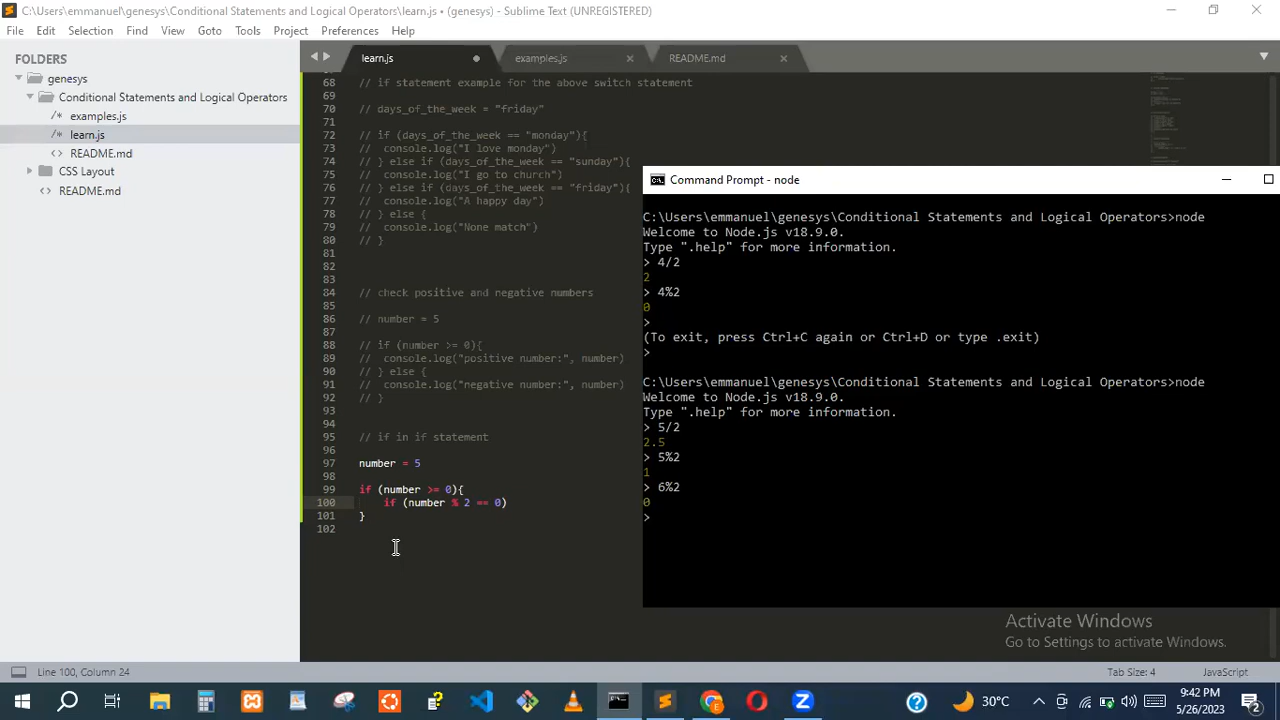 C:\Users\emmanuel\genesys\Conditional Statements and Logical Operators\learn.js • (genesys) - Sublime Text (UNREGISTERED)
File Edit Selection Find View Goto Tools Project Preferences Help
FOLDERS
genesys
Conditional Statements and Logical Operators
/* examples.js
/* learn.js
<> README.md
CSS Layout
<> README.md
learn.js
examples.js
README.md
68 // if statement example for the above switch statement
69
70 // days_of_the_week = "friday"
71
72 // if (days_of_the_week == "monday"){
73 // console.log("I love monday")
74 // } else if (days_of_the_week == "sunday"){
75 // console.log("I go to church")
76 // } else if (days_of_the_week == "friday"){
77 // console.log("A happy day")
78 // } else {
79 // console.log("None match")
80 // }
81
82
83
84 // check positive and negative numbers
85
86 // number = 5
87
88 // if (number >= 0){
89 // console.log("positive number:", number)
90 // } else {
91 // console.log("negative number:", number)
92 // }
93
94
95 // if in if statement
96
97 number = 5
98
99 if (number >= 0){
100 if (number % 2 == 0)
101 }
102
Command Prompt - node
C:\Users\emmanuel\genesys\Conditional Statements and Logical Operators>node
Welcome to Node.js v18.9.0.
Type ".help" for more information.
> 4/2
2
> 4%2
0
>
(To exit, press Ctrl+C again or Ctrl+D or type .exit)
>
C:\Users\emmanuel\genesys\Conditional Statements and Logical Operators>node
Welcome to Node.js v18.9.0.
Type ".help" for more information.
> 5/2
2.5
> 5%2
1
> 6%2
0
>
Activate Windows
Go to Settings to activate Windows.
Line 100, Column 24
Tab Size: 4
JavaScript
30°C
9:42 PM
5/26/2023